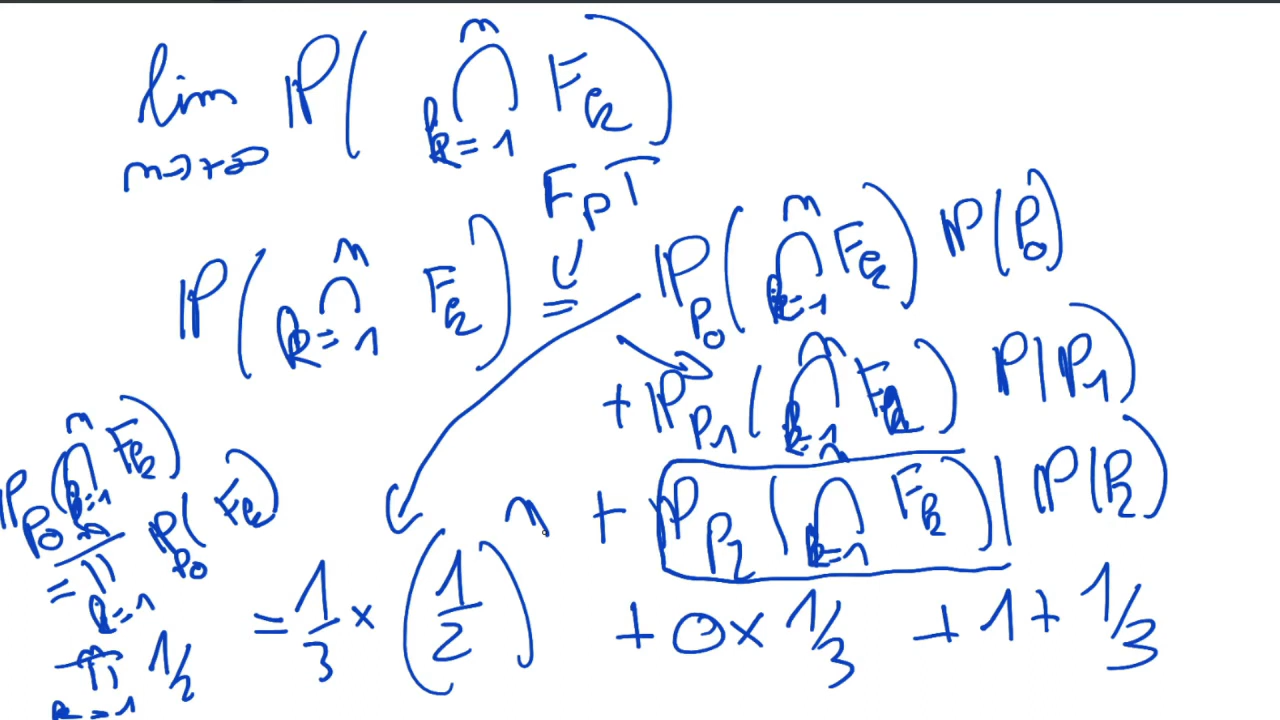 lim P( ⋂ F_k )
n→+∞ k=1 n
P( ⋂_{k=1}^{n} F_k ) = FPT P_{P_0}( ⋂_{k=1}^{n} F_k ) P(P_0)
+ P_{P_1}( ⋂_{k=1}^{n} F_k ) P(P_1)
+ P_{P_2}( ⋂_{k=1}^{n} F_k ) P(P_2)
= 1/3 × (1/2)^n + 0 × 1/3 + 1 + 1/3
P_{P_0}( ⋂_{k=1}^{n} F_k )
= ∏_{k=1}^{n} P_{P_0}( F_k )
= ∏_{k=1}^{n} 1/2